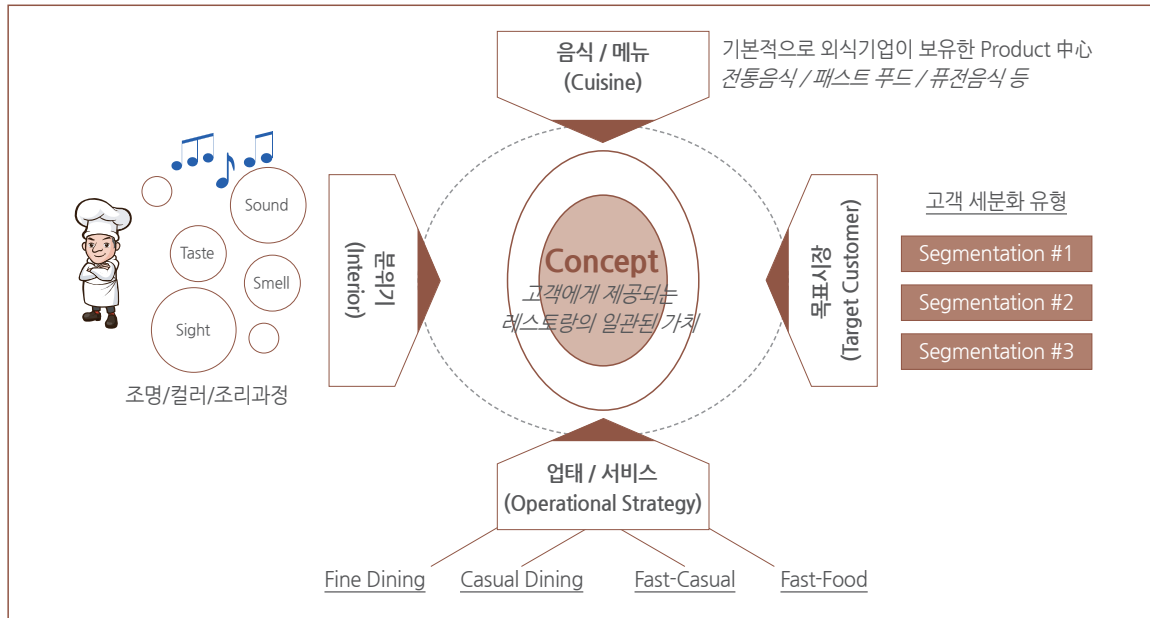 음식 / 메뉴
(Cuisine)
기본적으로 외식기업이 보유한 Product 中心
전통음식 / 패스트 푸드 / 퓨전음식 등
Sound
Taste
Smell
Sight
조명/컬러/조리과정
분위기
(Interior)
Concept
고객에게 제공되는
레스토랑의 일관된 가치
목표시장
(Target Customer)
고객 세분화 유형
Segmentation #1
Segmentation #2
Segmentation #3
업태 / 서비스
(Operational Strategy)
Fine Dining
Casual Dining
Fast-Casual
Fast-Food